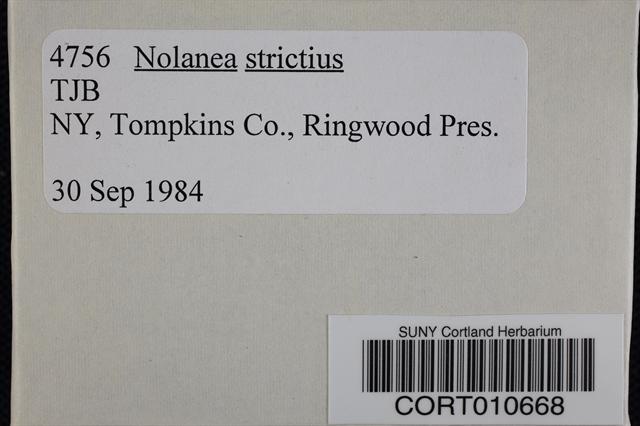 4756 Nolanea strictius
TJB
NY, Tompkins Co., Ringwood Pres.
30 Sep 1984
SUNY Cortland Herbarium
CORT010668